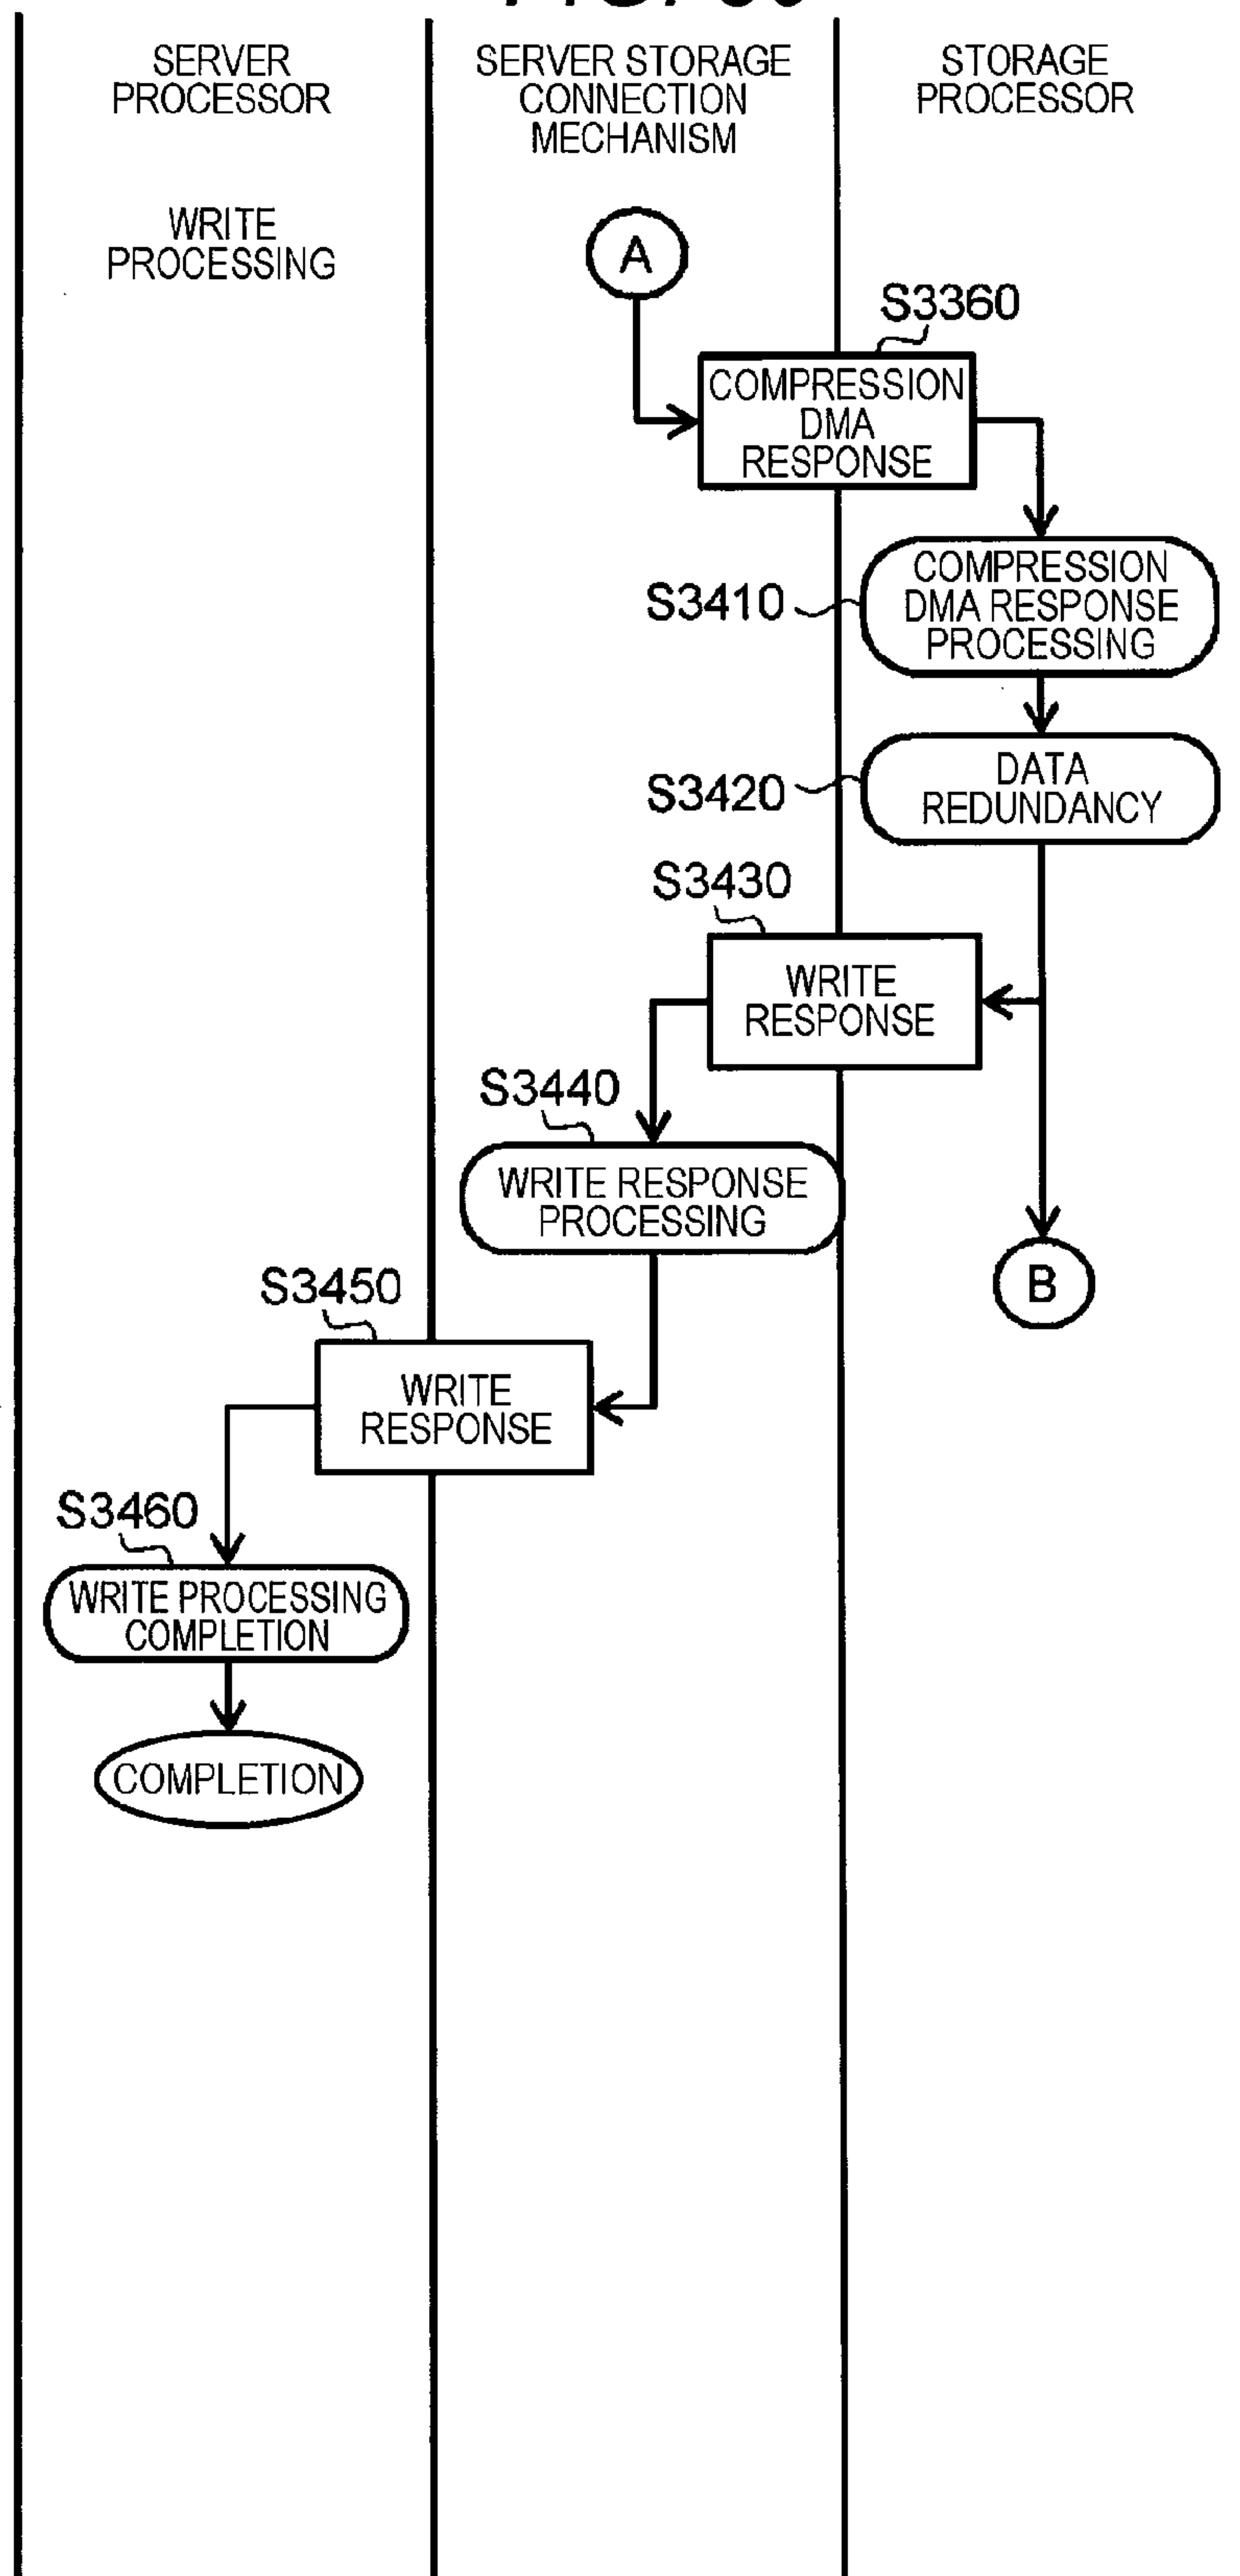 SERVER
PROCESSOR
SERVER STORAGE
CONNECTION
MECHANISM
STORAGE
PROCESSOR
WRITE
PROCESSING
A
S3360
COMPRESSION
DMA
RESPONSE
S3410
COMPRESSION
DMA RESPONSE
PROCESSING
S3420
DATA
REDUNDANCY
S3430
WRITE
RESPONSE
S3440
WRITE RESPONSE
PROCESSING
B
S3450
WRITE
RESPONSE
S3460
WRITE PROCESSING
COMPLETION
COMPLETION